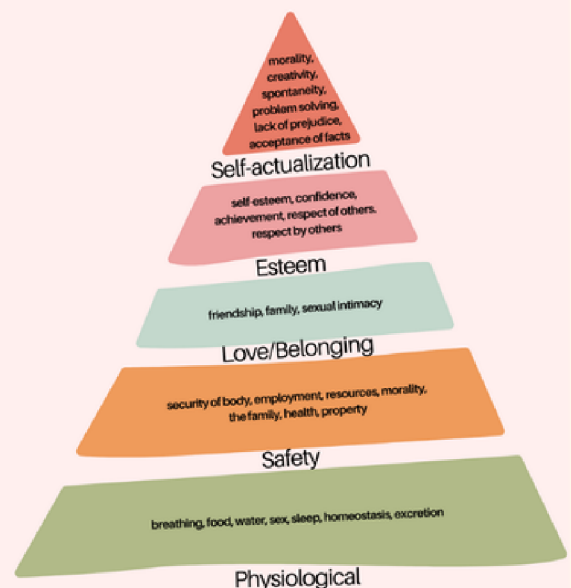 morality,
creativity,
spontaneity,
problem solving,
lack of prejudice,
acceptance of facts
Self-actualization
self-esteem, confidence,
achievement, respect of others,
respect by others
Esteem
friendship, family, sexual intimacy
Love/Belonging
security of body, employment, resources, morality,
the family, health, property
Safety
breathing, food, water, sex, sleep, homeostasis, excretion
Physiological